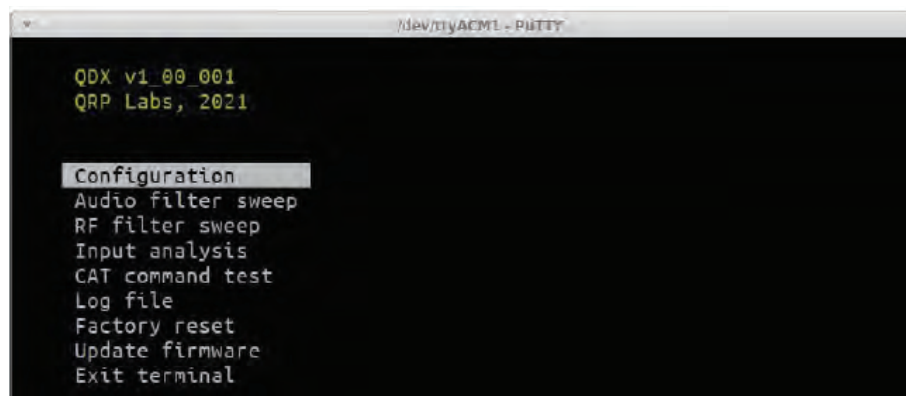 /dev/ttyACM1 - PuTTY
QDX v1_00_001
QRP Labs, 2021
Configuration
Audio filter sweep
RF filter sweep
Input analysis
CAT command test
Log file
Factory reset
Update firmware
Exit terminal